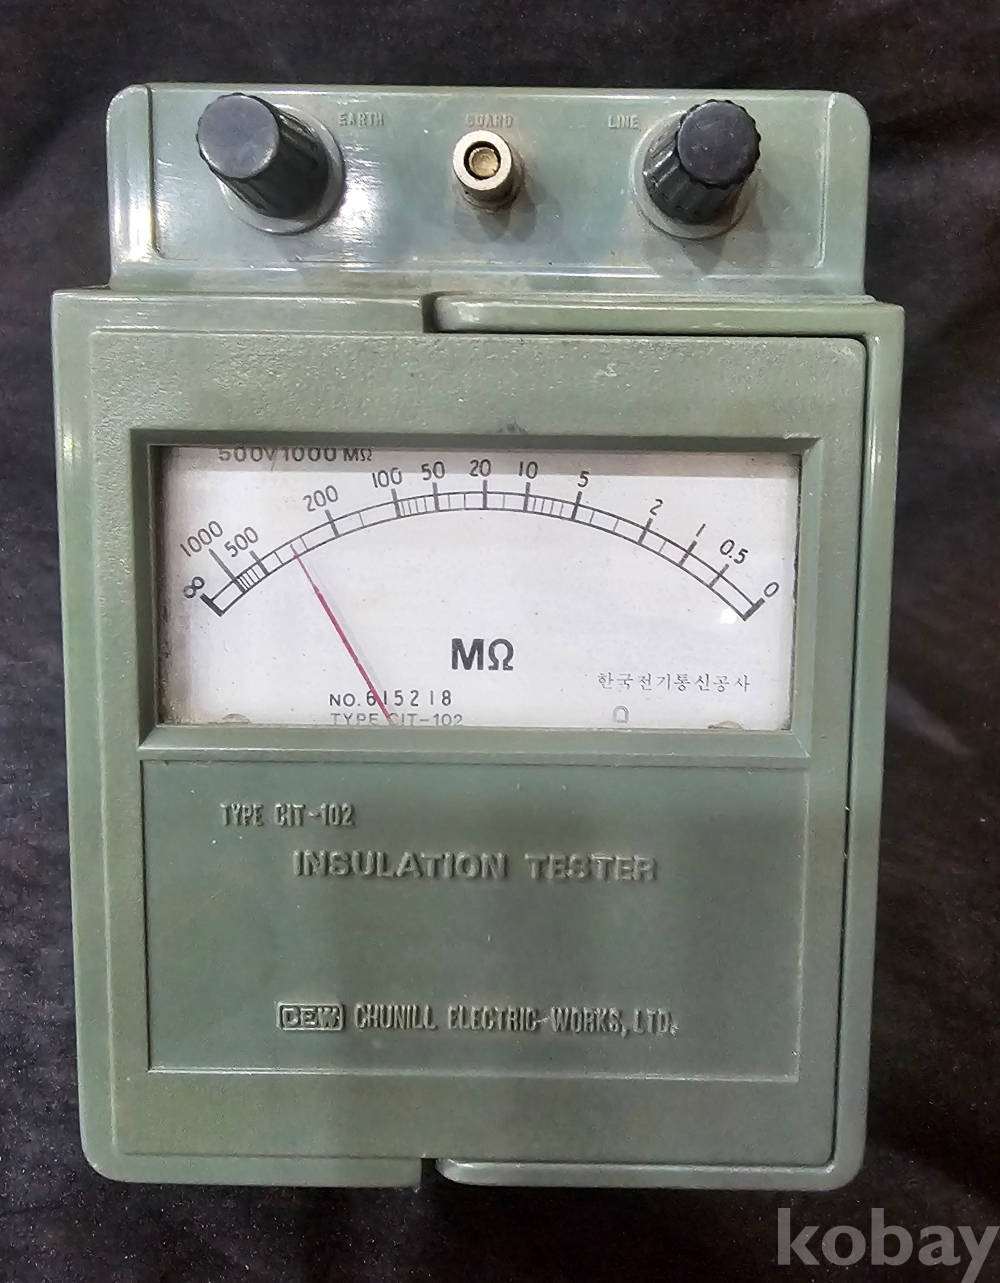 EARTH GUARD LINE
500V 1000 MΩ
∞ 1000 500 200 100 50 20 10 5 2 1 0.5 0
MΩ
한국전기통신공사
NO. 615218
TYPE CIT-102
TYPE CIT-102
INSULATION TESTER
CEW CHUNILL ELECTRIC-WORKS, LTD.
kobay